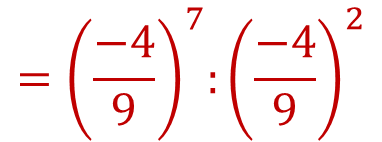 = (−4/9)⁷ : (−4/9)²